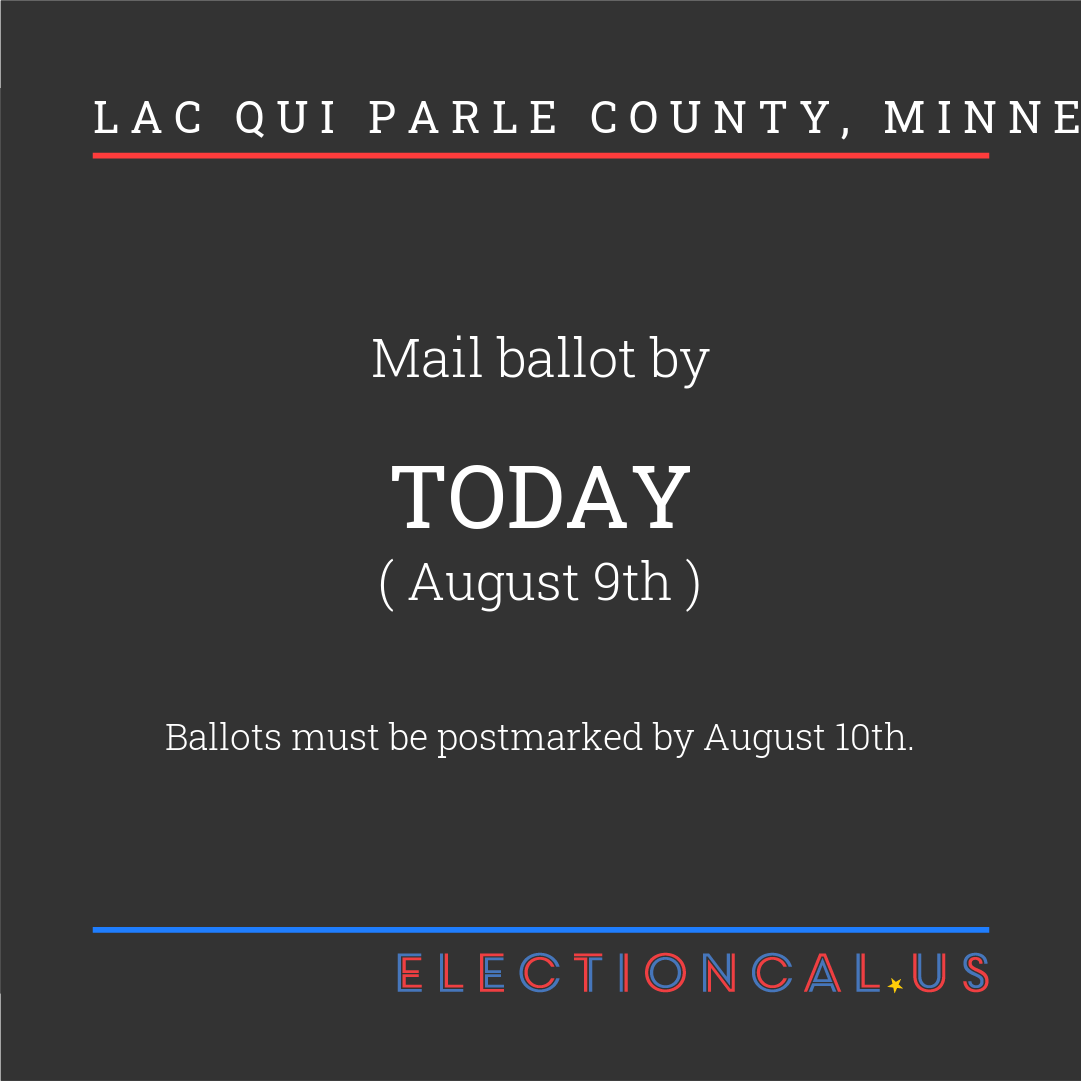 LAC QUI PARLE COUNTY, MINNE
Mail ballot by
TODAY
( August 9th )
Ballots must be postmarked by August 10th.
ELECTIONCAL.US